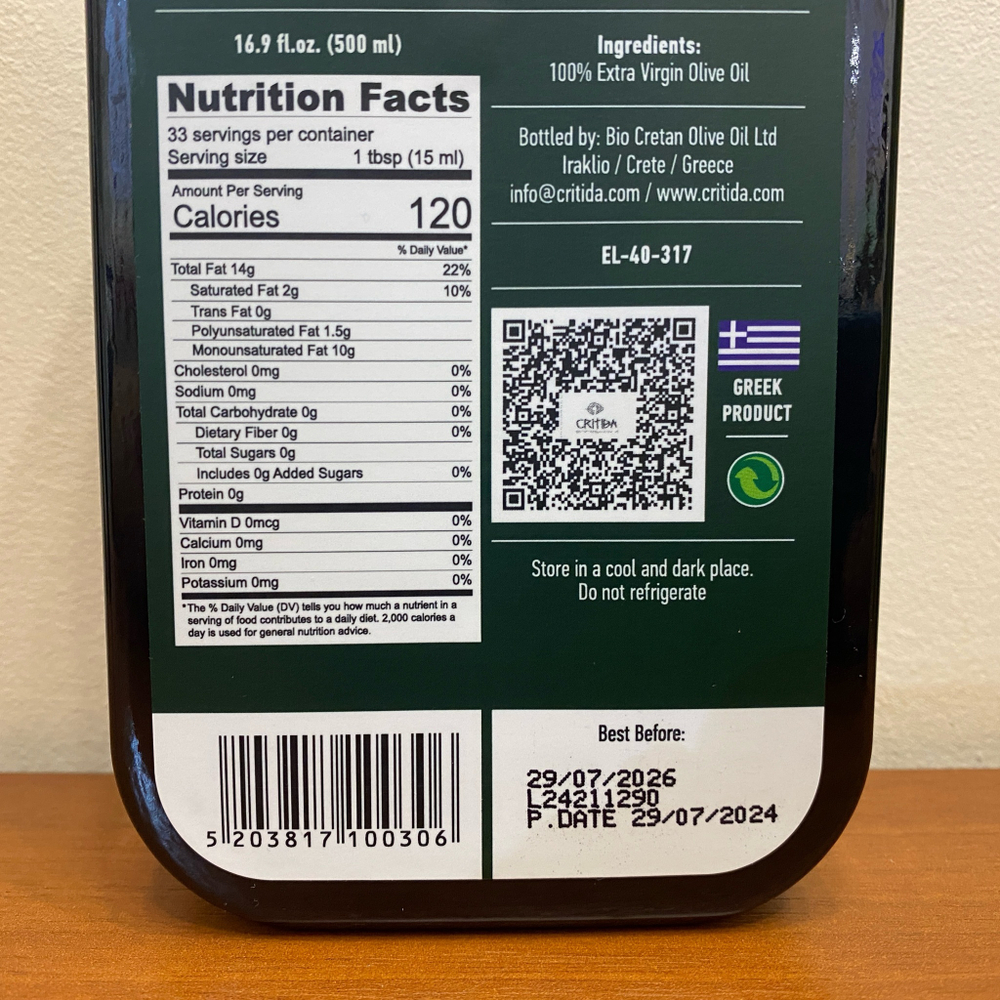 16.9 fl.oz. (500 ml)
Nutrition Facts
33 servings per container
Serving size 1 tbsp (15 ml)
Amount Per Serving
Calories 120
% Daily Value*
Total Fat 14g 22%
Saturated Fat 2g 10%
Trans Fat 0g
Polyunsaturated Fat 1.5g
Monounsaturated Fat 10g
Cholesterol 0mg 0%
Sodium 0mg 0%
Total Carbohydrate 0g 0%
Dietary Fiber 0g 0%
Total Sugars 0g
Includes 0g Added Sugars 0%
Protein 0g
Vitamin D 0mcg 0%
Calcium 0mg 0%
Iron 0mg 0%
Potassium 0mg 0%
*The % Daily Value (DV) tells you how much a nutrient in a
serving of food contributes to a daily diet. 2,000 calories a
day is used for general nutrition advice.
5 203817 100306
Ingredients:
100% Extra Virgin Olive Oil
Bottled by: Bio Cretan Olive Oil Ltd
Iraklio / Crete / Greece
info@critida.com / www.critida.com
EL-40-317
CRITIDA
GREEK
PRODUCT
Store in a cool and dark place.
Do not refrigerate
Best Before:
29/07/2026
L24211290
P.DATE 29/07/2024